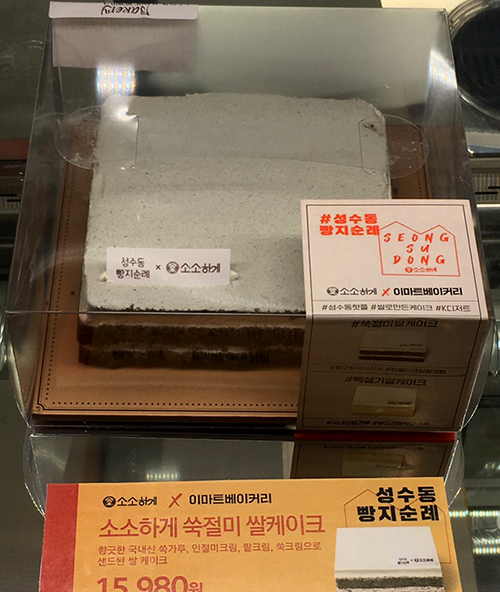 Bakery
#성수동
빵지순례
SEONG
SU
DONG
소소하게
성수동
빵지순례 × 소소하게
소소하게 X 이마트베이커리
#성수동핫플 #쌀로만든케이크 #K디저트
#쑥절미쌀케이크
#백설기쌀케이크
소소하게 X 이마트베이커리
성수동
빵지순례
소소하게 쑥절미 쌀케이크
향긋한 국내산 쑥가루, 인절미크림, 팥크림, 쑥크림으로
샌드된 쌀 케이크
15,980원